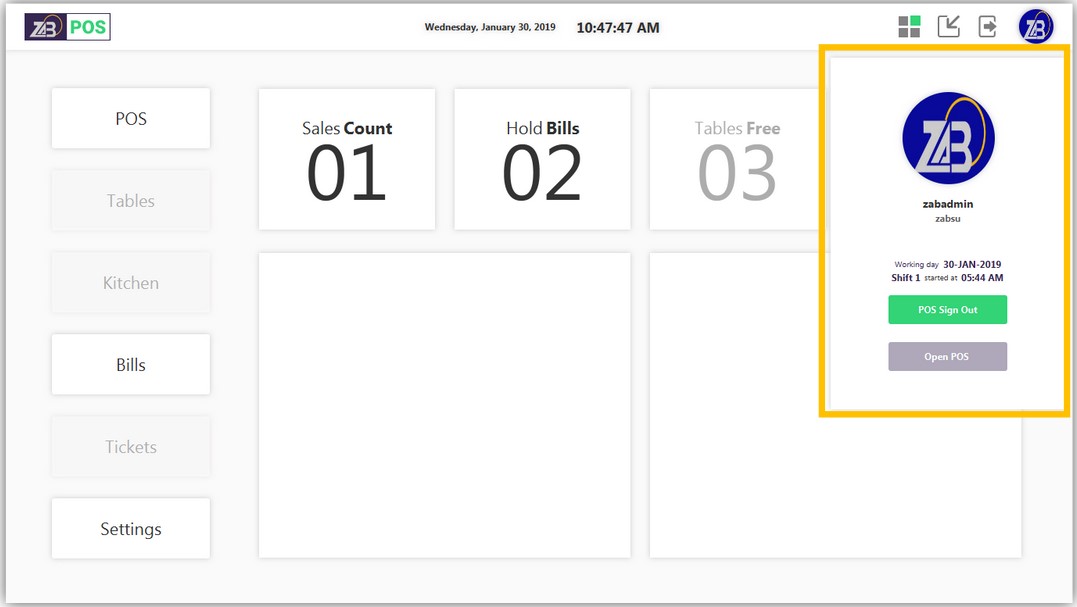 ZAB POS
Wednesday, January 30, 2019 10:47:47 AM
ZAB
POS
Tables
Kitchen
Bills
Tickets
Settings
Sales Count
01
Hold Bills
02
Tables Free
03
ZAB
zabadmin
zabsu
Working day 30-JAN-2019
Shift 1 started at 05:44 AM
POS Sign Out
Open POS